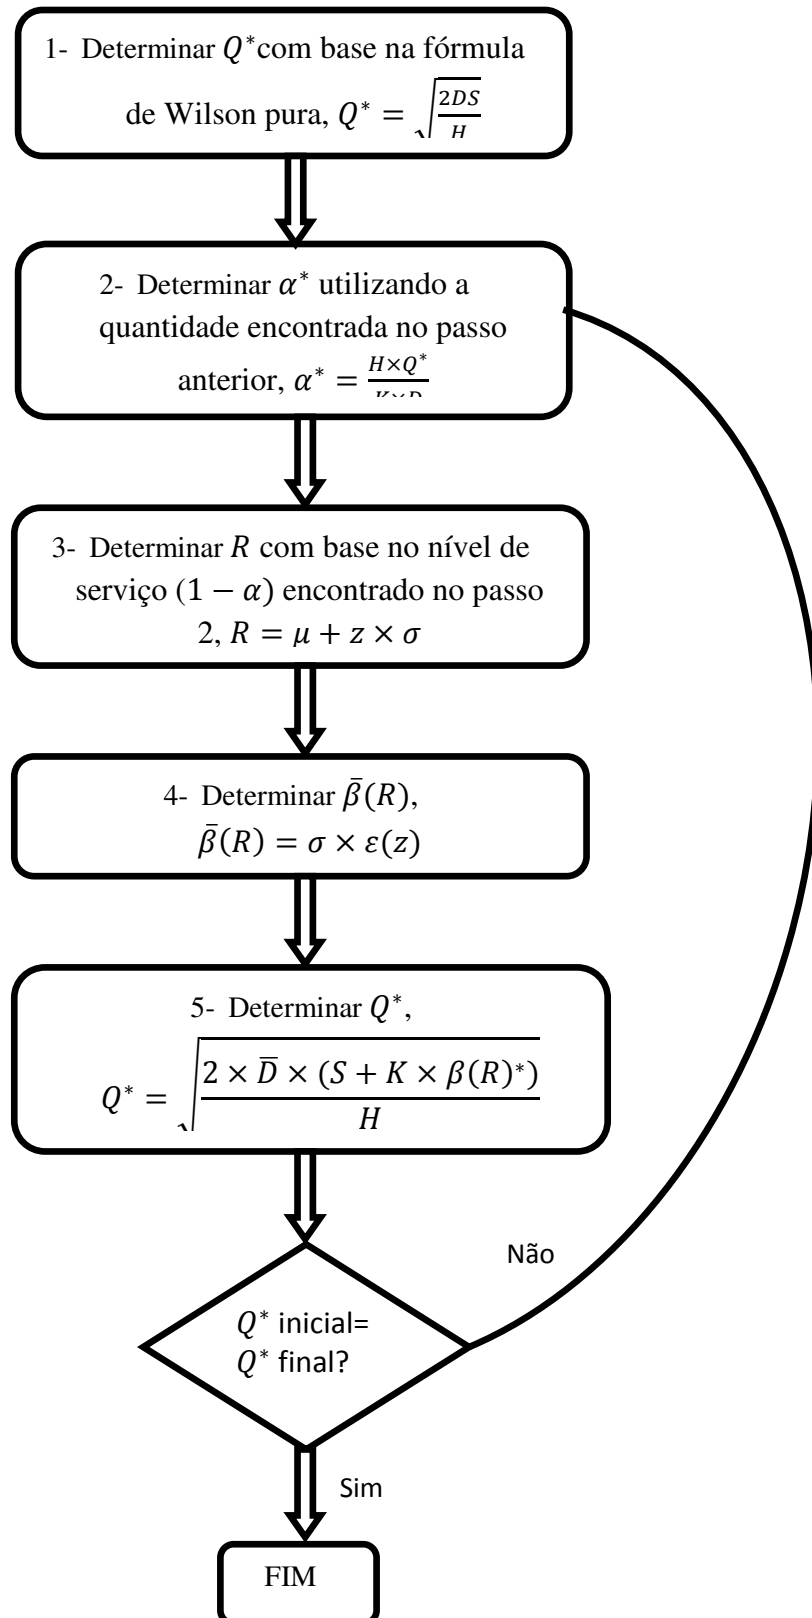 1- Determinar Q* com base na fórmula
de Wilson pura, Q* = √(2DS/H)
2- Determinar α* utilizando a
quantidade encontrada no passo
anterior, α* = H×Q*/K×D
3- Determinar R com base no nível de
serviço (1 − α) encontrado no passo
2, R = μ + z × σ
4- Determinar β̄(R),
β̄(R) = σ × ε(z)
5- Determinar Q*,
Q* = √(2 × D̄ × (S + K × β(R)*)/H)
Não
Q* inicial=
Q* final?
Sim
FIM